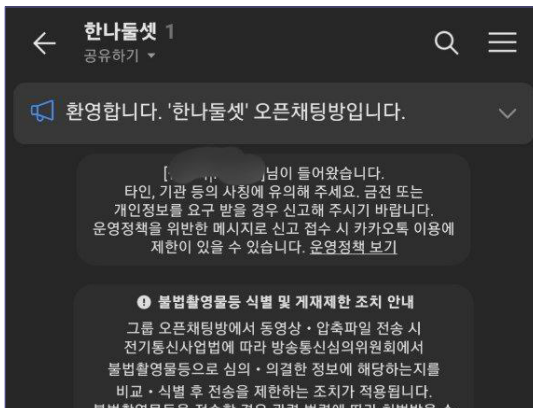 한나둘셋 1
공유하기
환영합니다. '한나둘셋' 오픈채팅방입니다.
[ ]님이 들어왔습니다.
타인, 기관 등의 사칭에 유의해 주세요. 금전 또는
개인정보를 요구 받을 경우 신고해 주시기 바랍니다.
운영정책을 위반한 메시지로 신고 접수 시 카카오톡 이용에
제한이 있을 수 있습니다. 운영정책 보기
불법촬영물등 식별 및 게재제한 조치 안내
그룹 오픈채팅방에서 동영상・압축파일 전송 시
전기통신사업법에 따라 방송통신심의위원회에서
불법촬영물등으로 심의・의결한 정보에 해당하는지를
비교・식별 후 전송을 제한하는 조치가 적용됩니다.